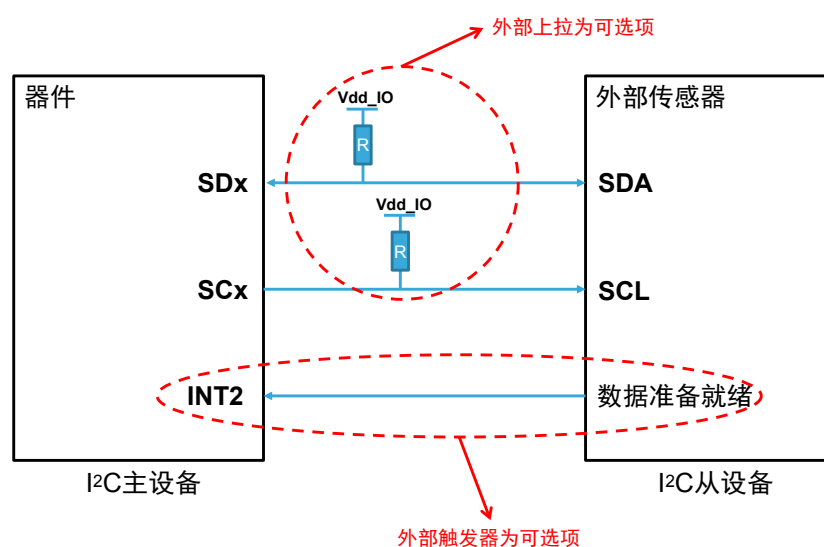 外部上拉为可选项
器件
外部传感器
Vdd_IO
R
SDx
SDA
Vdd_IO
R
SCx
SCL
INT2
数据准备就绪
I²C主设备
I²C从设备
外部触发器为可选项